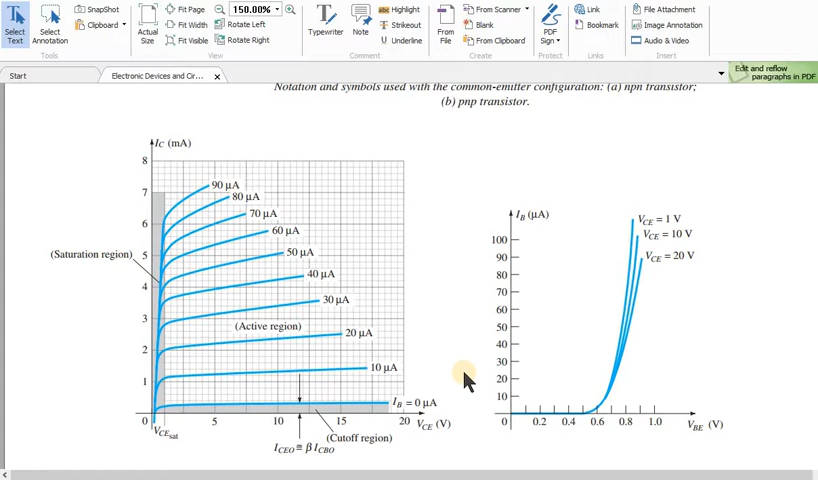 Select Text
Select Annotation
SnapShot
Clipboard
Tools
Actual Size
Fit Page
Fit Width
Fit Visible
150.00%
Rotate Left
Rotate Right
View
Typewriter
Note
Highlight
Strikeout
Underline
Comment
From File
From Scanner
Blank
From Clipboard
Create
PDF Sign
Protect
Link
Bookmark
Links
File Attachment
Image Annotation
Audio & Video
Insert
Start
Electronic Devices and Cir...
Edit and reflow
paragraphs in PDF
Notation and symbols used with the common-emitter configuration: (a) npn transistor;
(b) pnp transistor.
IC (mA)
8
7
6
5
4
3
2
1
0
90 μA
80 μA
70 μA
60 μA
50 μA
40 μA
30 μA
20 μA
10 μA
IB = 0 μA
(Saturation region)
(Active region)
(Cutoff region)
5
10
15
20
VCE (V)
VCEsat
ICEO ≅ β ICBO
IB (μA)
100
90
80
70
60
50
40
30
20
10
0
VCE = 1 V
VCE = 10 V
VCE = 20 V
0.2
0.4
0.6
0.8
1.0
VBE (V)